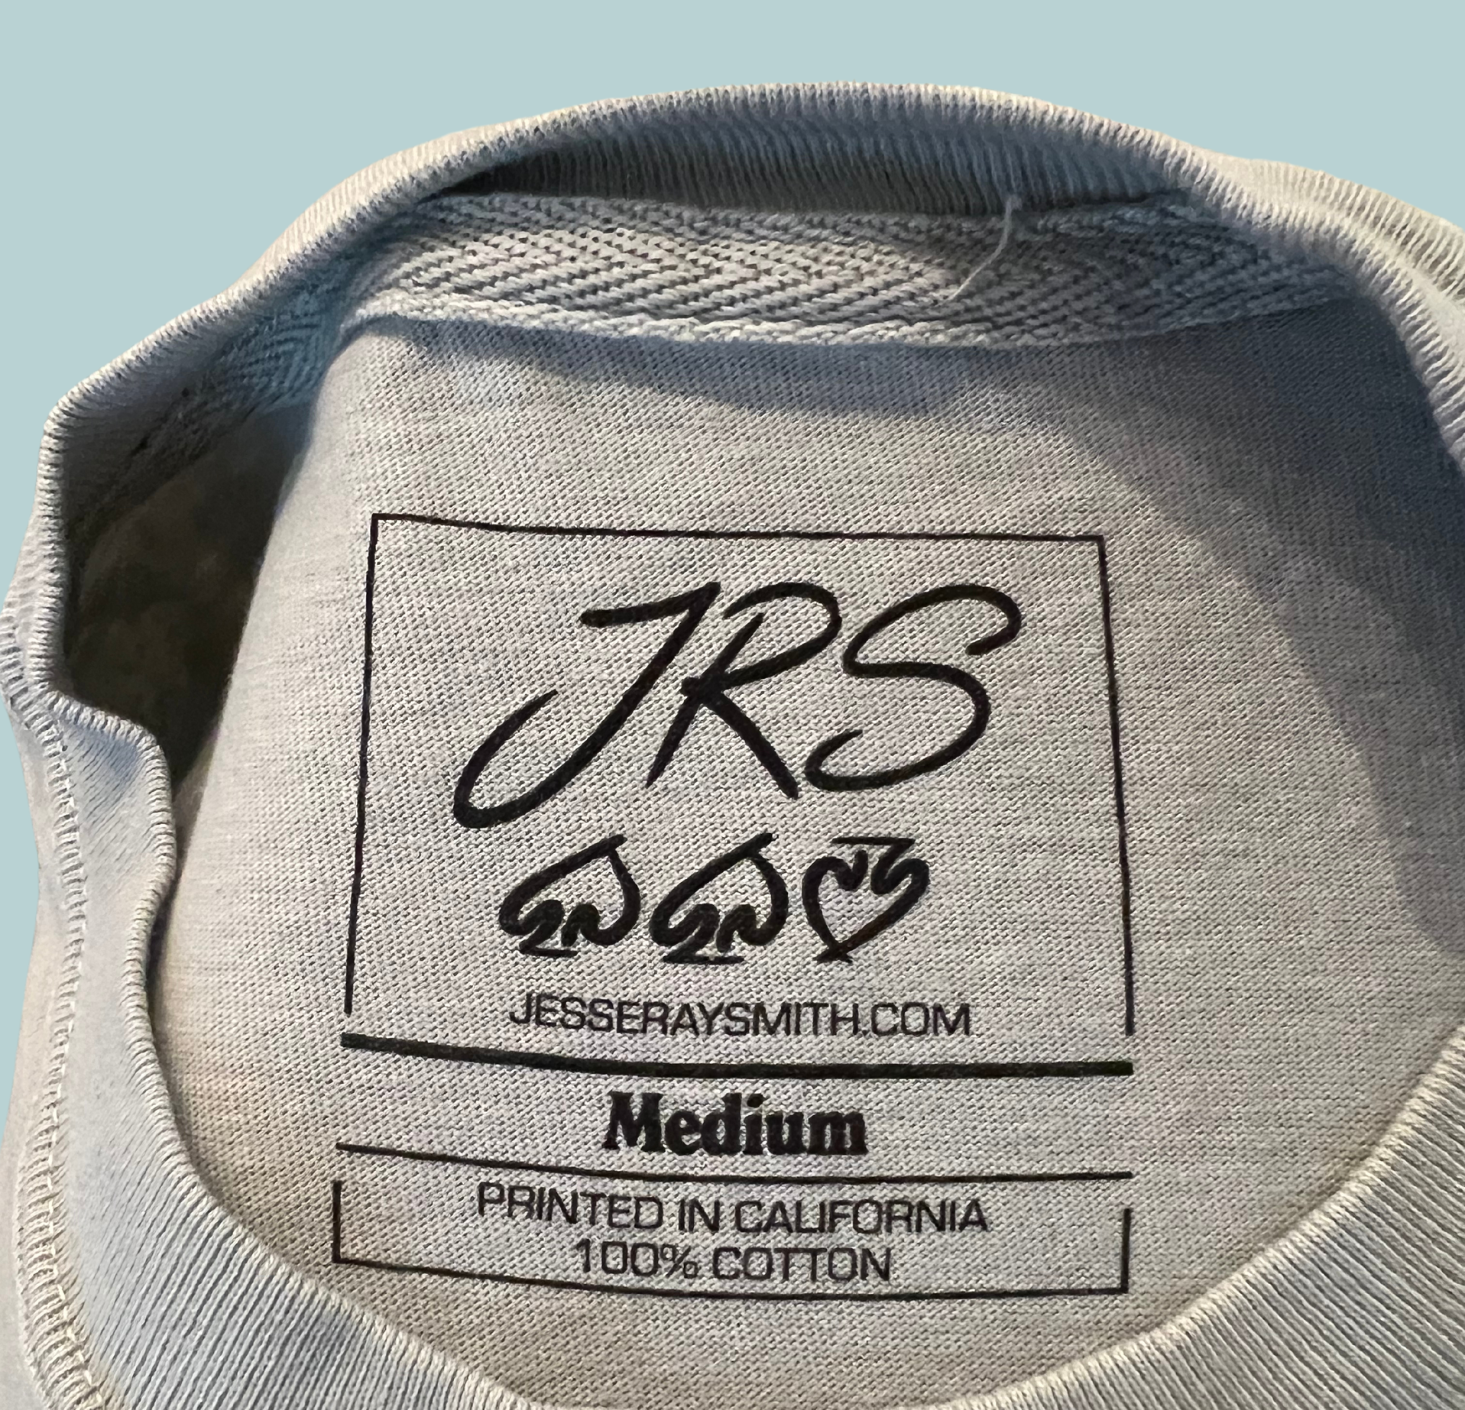 JRS
JESSERAYSMITH.COM
Medium
PRINTED IN CALIFORNIA
100% COTTON